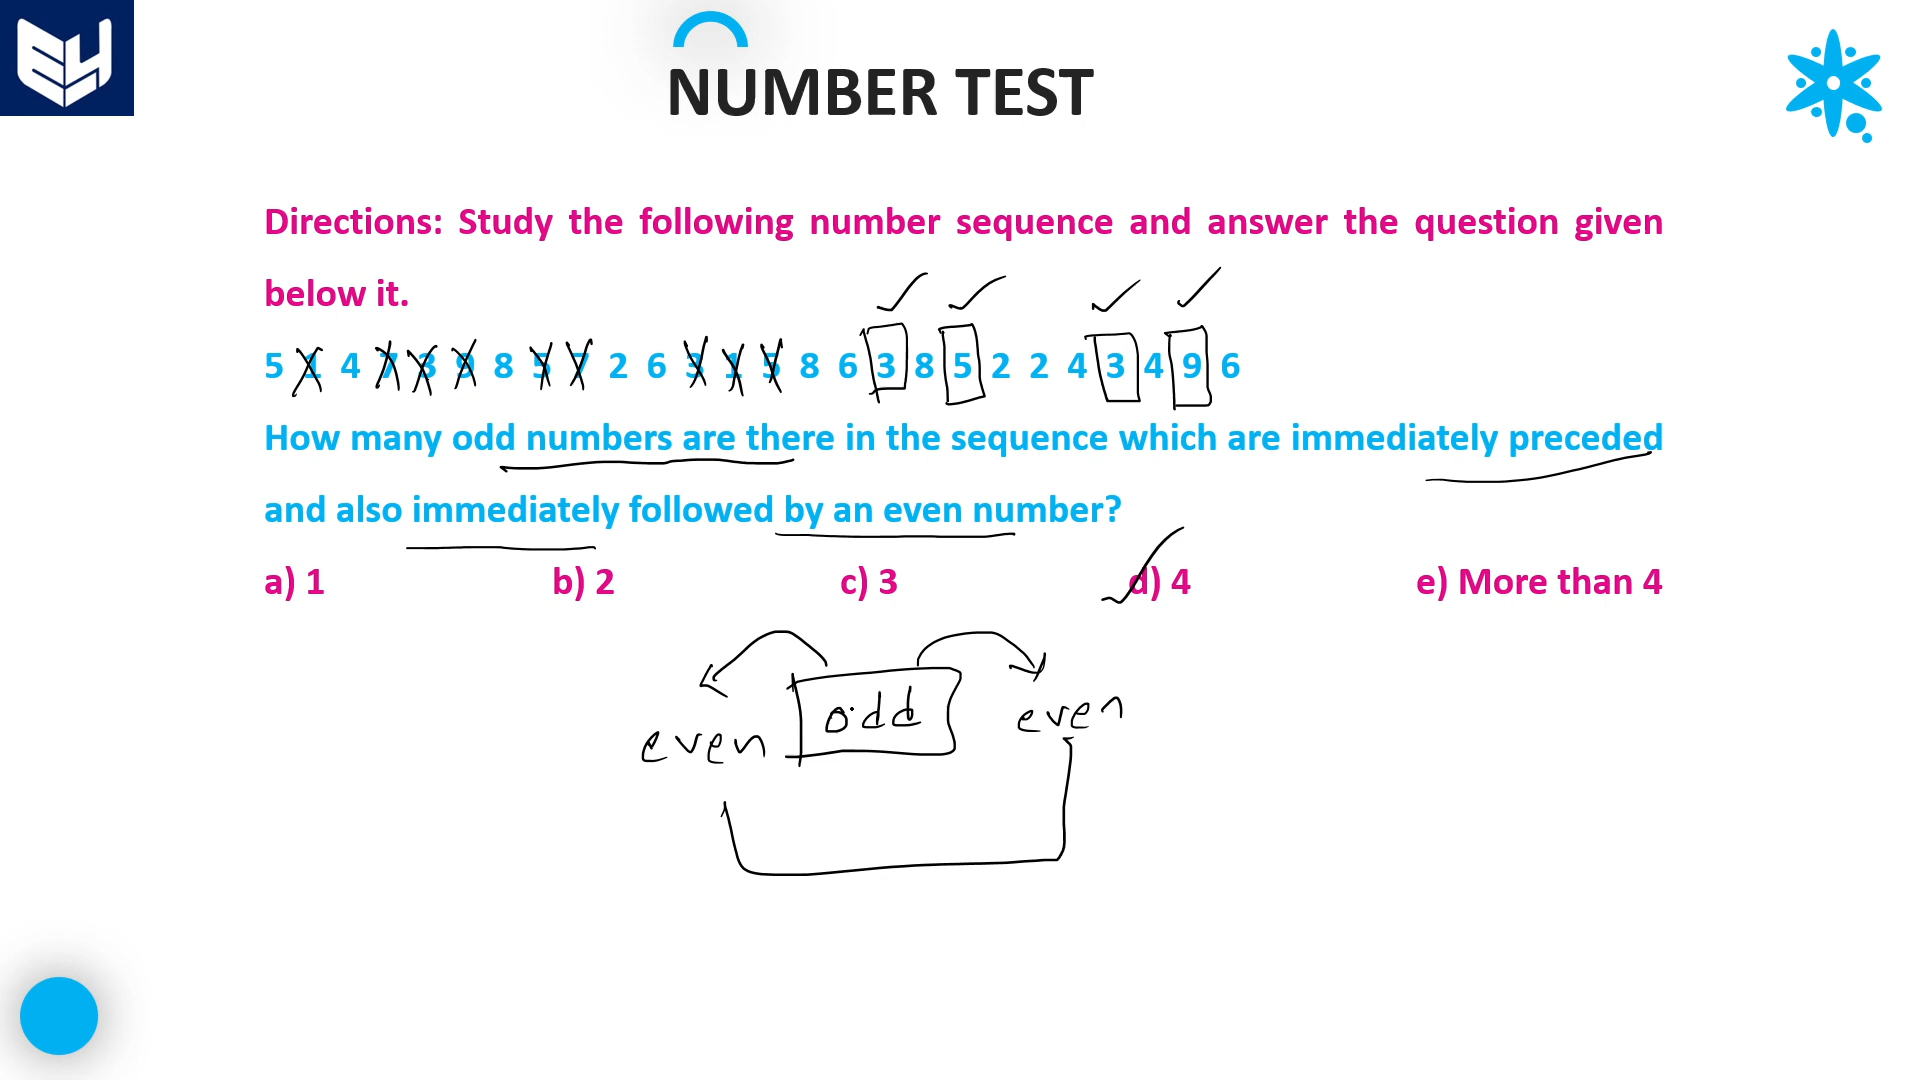 NUMBER TEST
Directions: Study the following number sequence and answer the question given
below it.
5 1 4 7 3 9 8 5 7 2 6 3 1 5 8 6 3 8 5 2 2 4 3 4 9 6
How many odd numbers are there in the sequence which are immediately preceded
and also immediately followed by an even number?
a) 1 b) 2 c) 3 d) 4 e) More than 4
even odd even